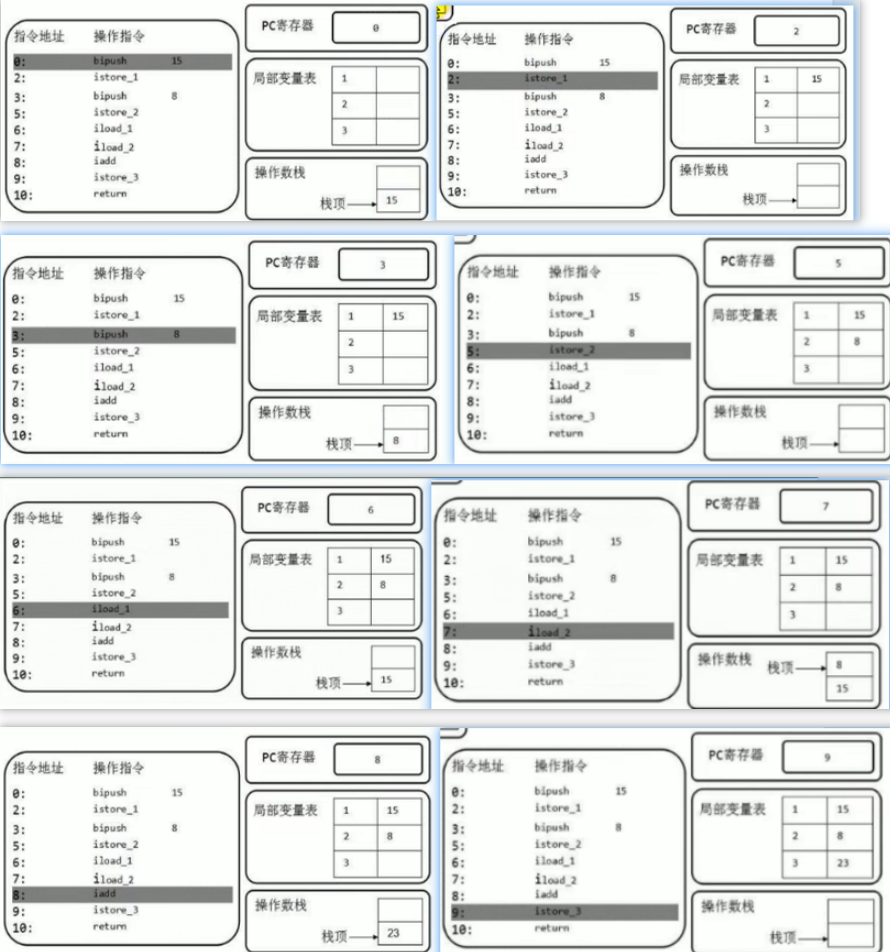 指令地址 操作指令
0: bipush 15
2: istore_1
3: bipush 8
5: istore_2
6: iload_1
7: iload_2
8: iadd
9: istore_3
10: return
PC寄存器 0
局部变量表 1
2
3
操作数栈
栈顶 15
指令地址 操作指令
0: bipush 15
2: istore_1
3: bipush 8
5: istore_2
6: iload_1
7: iload_2
8: iadd
9: istore_3
10: return
PC寄存器 2
局部变量表 1 15
2
3
操作数栈
栈顶
指令地址 操作指令
0: bipush 15
2: istore_1
3: bipush 8
5: istore_2
6: iload_1
7: iload_2
8: iadd
9: istore_3
10: return
PC寄存器 3
局部变量表 1 15
2
3
操作数栈
栈顶 8
指令地址 操作指令
0: bipush 15
2: istore_1
3: bipush 8
5: istore_2
6: iload_1
7: iload_2
8: iadd
9: istore_3
10: return
PC寄存器 5
局部变量表 1 15
2 8
3
操作数栈
栈顶
指令地址 操作指令
0: bipush 15
2: istore_1
3: bipush 8
5: istore_2
6: iload_1
7: iload_2
8: iadd
9: istore_3
10: return
PC寄存器 6
局部变量表 1 15
2 8
3
操作数栈
栈顶 15
指令地址 操作指令
0: bipush 15
2: istore_1
3: bipush 8
5: istore_2
6: iload_1
7: iload_2
8: iadd
9: istore_3
10: return
PC寄存器 7
局部变量表 1 15
2 8
3
操作数栈 栈顶 8
15
指令地址 操作指令
0: bipush 15
2: istore_1
3: bipush 8
5: istore_2
6: iload_1
7: iload_2
8: iadd
9: istore_3
10: return
PC寄存器 8
局部变量表 1 15
2 8
3
操作数栈
栈顶 23
指令地址 操作指令
0: bipush 15
2: istore_1
3: bipush 8
5: istore_2
6: iload_1
7: iload_2
8: iadd
9: istore_3
10: return
PC寄存器 9
局部变量表 1 15
2 8
3 23
操作数栈
栈顶